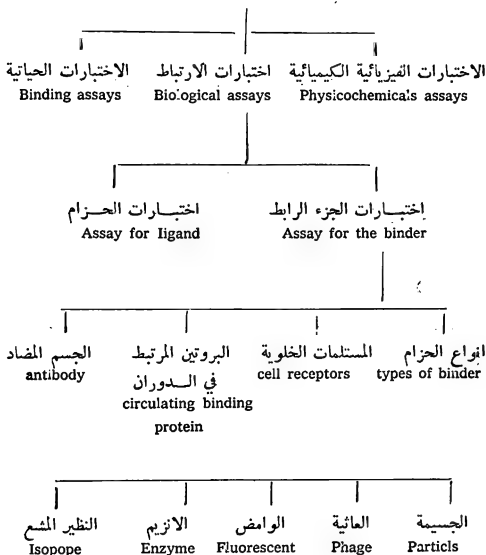 الاختبارات الفيزيائية الكيميائية اختبارات الارتباط الاختبارات الحياتية
Binding assays Biological assays Physicochemicals assays
إختبارات الجزء الرابط اختبارات الحزام
Assay for ligand Assay for the binder
انواع الحزام المستلمات الخلوية البروتين المرتبط الجسم المضاد
antibody في الدوران cell receptors types of binder
circulating binding
protein
الجسيمة العاثية الوامض الانزيم النظير المشع
Isopope Enzyme Fluorescent Phage Particls